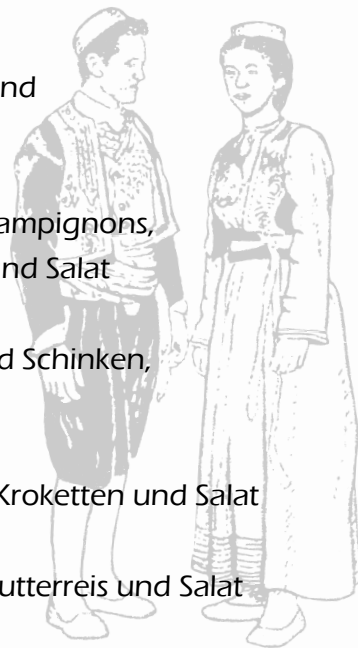 nd
ampignons,
nd Salat
d Schinken,
Kroketten und Salat
utterreis und Salat